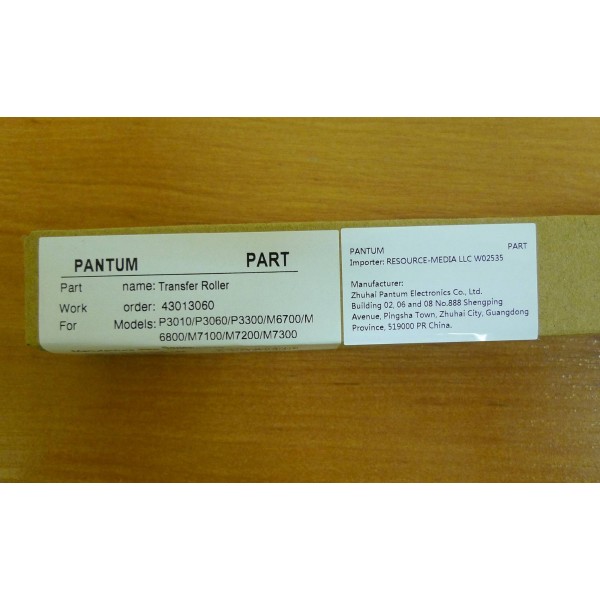 PANTUM PART
Part name: Transfer Roller
Work order: 43013060
For Models: P3010/P3060/P3300/M6700/M
6800/M7100/M7200/M7300
PANTUM PART
Importer: RESOURCE-MEDIA LLC W02535
Manufacturer:
Zhuhai Pantum Electronics Co., Ltd.
Building 02, 06 and 08 No.888 Shengping
Avenue, Pingsha Town, Zhuhai City, Guangdong
Province, 519000 PR China.